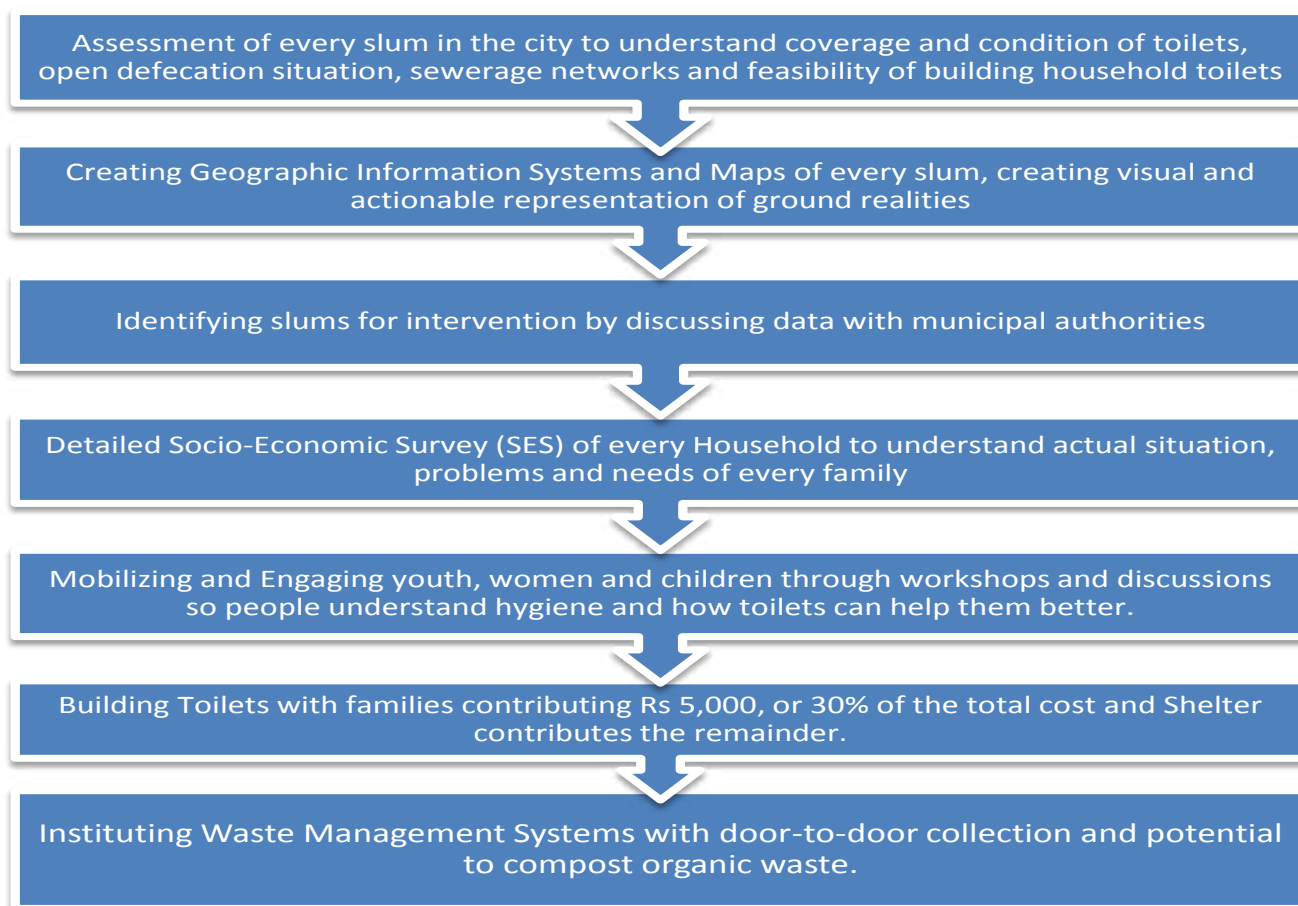 Assessment of every slum in the city to understand coverage and condition of toilets,
open defecation situation, sewerage networks and feasibility of building household toilets
Creating Geographic Information Systems and Maps of every slum, creating visual and
actionable representation of ground realities
Identifying slums for intervention by discussing data with municipal authorities
Detailed Socio-Economic Survey (SES) of every Household to understand actual situation,
problems and needs of every family
Mobilizing and Engaging youth, women and children through workshops and discussions
so people understand hygiene and how toilets can help them better.
Building Toilets with families contributing Rs 5,000, or 30% of the total cost and Shelter
contributes the remainder.
Instituting Waste Management Systems with door-to-door collection and potential
to compost organic waste.